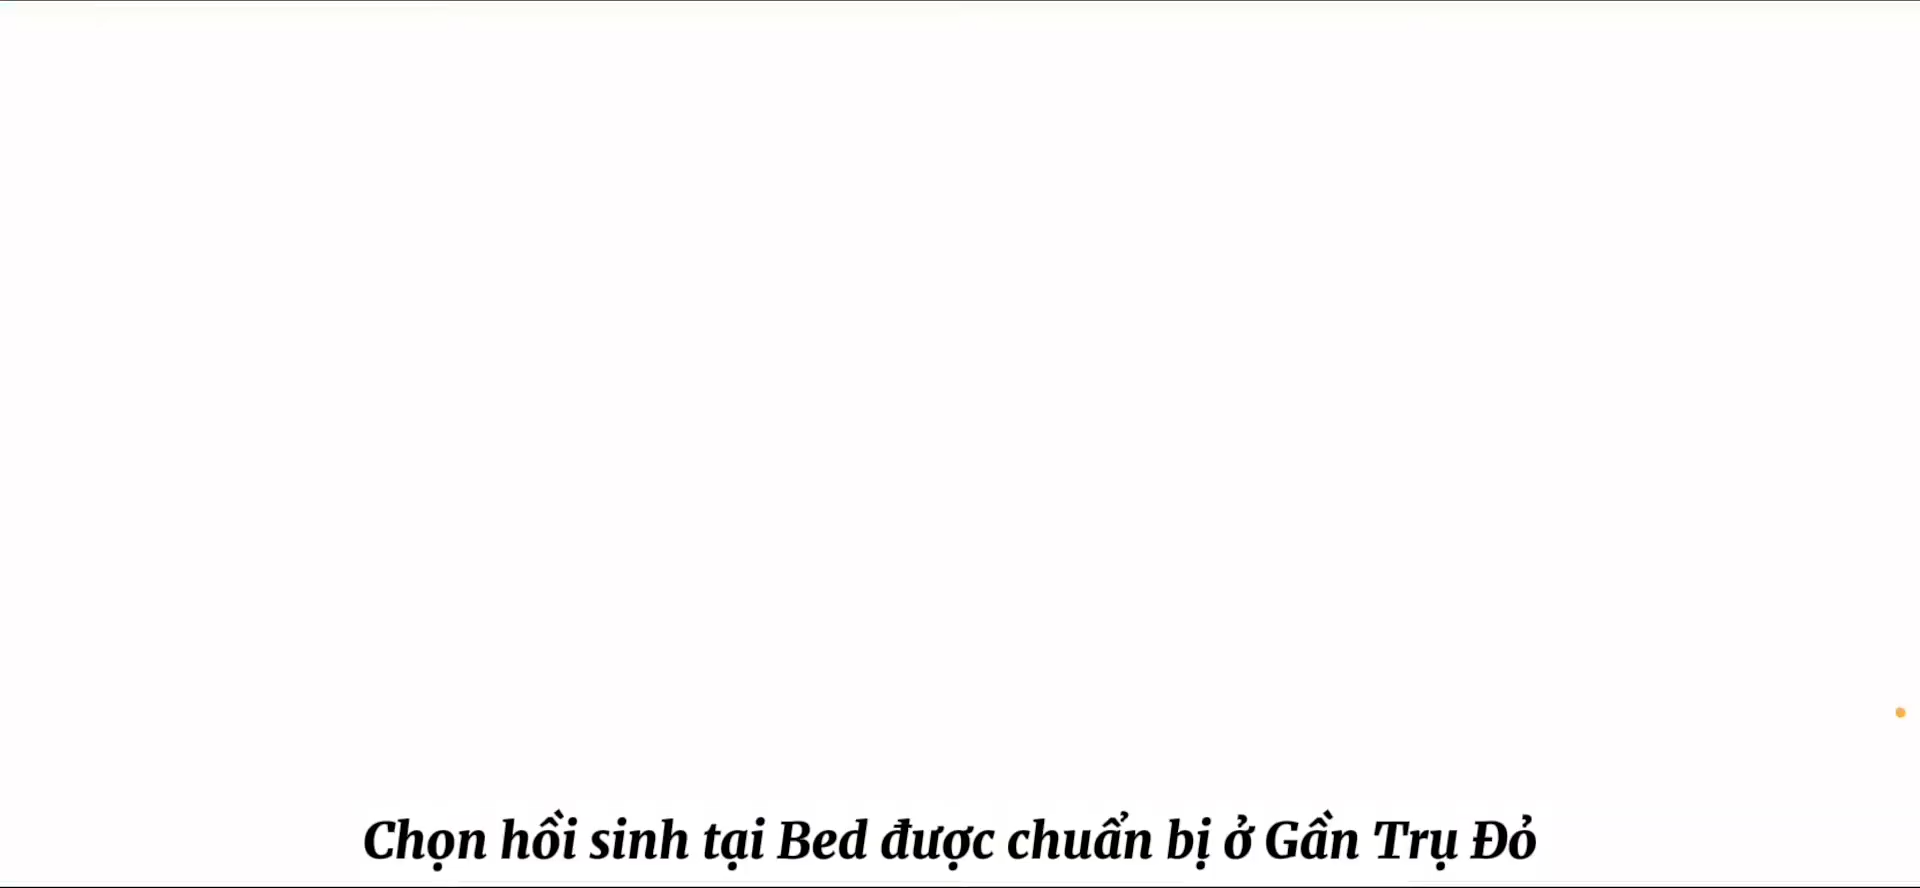 Chọn hồi sinh tại Bed được chuẩn bị ở Gần Trụ Đỏ